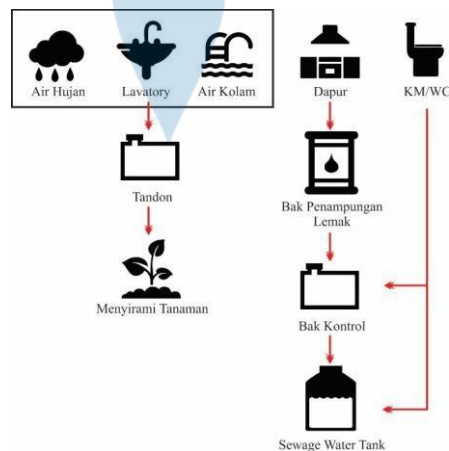 Air Hujan
Lavatory
Air Kolam
Dapur
KM/WC
Tandon
Bak Penampungan
Lemak
Menyirami Tanaman
Bak Kontrol
Sewage Water Tank